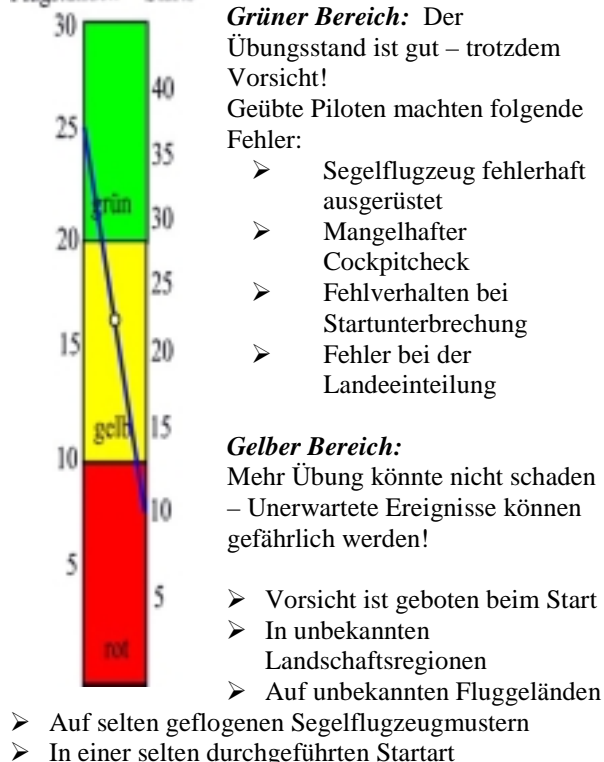 30
25
20
15
10
5
40
35
30
25
20
15
10
5
grün
gelb
rot
Grüner Bereich: Der
Übungsstand ist gut – trotzdem
Vorsicht!
Geübte Piloten machten folgende
Fehler:
➢ Segelflugzeug fehlerhaft
ausgerüstet
➢ Mangelhafter
Cockpitcheck
➢ Fehlverhalten bei
Startunterbrechung
➢ Fehler bei der
Landeeinteilung
Gelber Bereich:
Mehr Übung könnte nicht schaden
– Unerwartete Ereignisse können
gefährlich werden!
➢ Vorsicht ist geboten beim Start
➢ In unbekannten
Landschaftsregionen
➢ Auf unbekannten Fluggeländen
➢ Auf selten geflogenen Segelflugzeugmustern
➢ In einer selten durchgeführten Startart